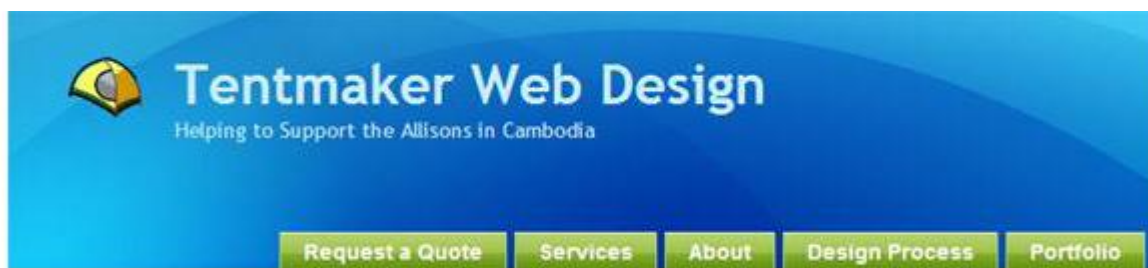 Tentmaker Web Design
Helping to Support the Allisons in Cambodia
Request a Quote Services About Design Process Portfolio